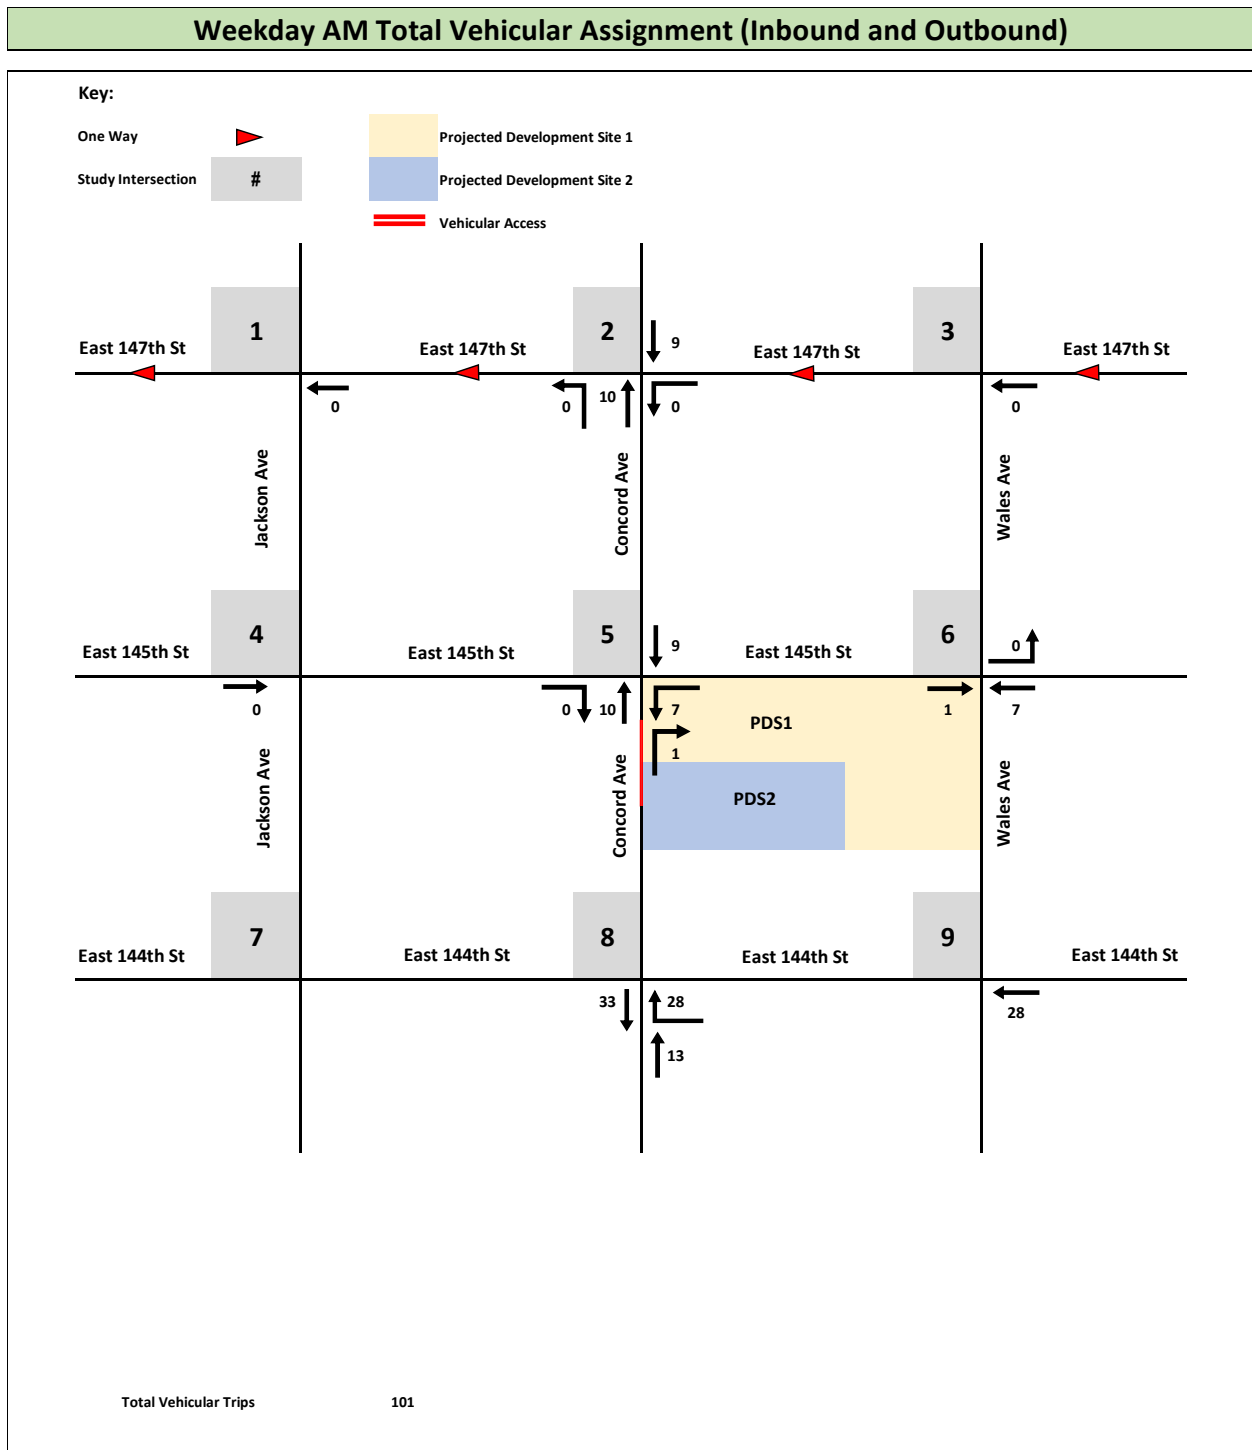 Weekday AM Total Vehicular Assignment (Inbound and Outbound)
Key:
One Way
Projected Development Site 1
Study Intersection # Projected Development Site 2
Vehicular Access
1 2 3
East 147th St East 147th St 9 East 147th St East 147th St
0 0 10 0 0
Jackson Ave Concord Ave Wales Ave
4 5 6
East 145th St East 145th St 9 East 145th St 0
0 0 10 7 1 7
PDS1
1
PDS2
Jackson Ave Concord Ave Wales Ave
7 8 9
East 144th St East 144th St East 144th St East 144th St
33 28 28
13
Total Vehicular Trips 101